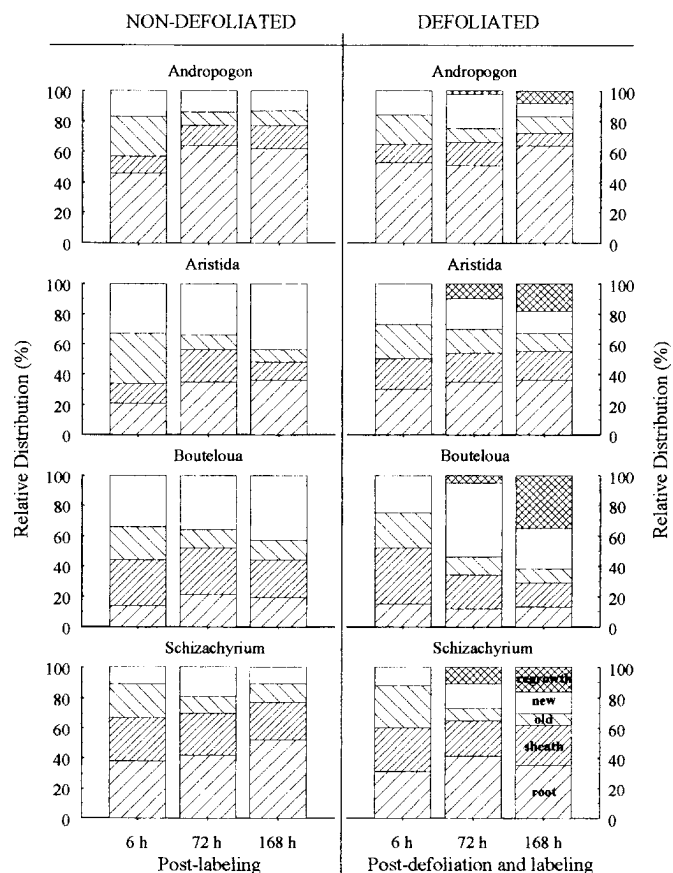 NON-DEFOLIATED DEFOLIATED
Andropogon Andropogon
100 100
80 80
60 60
40 40
20 20
0 0
Aristida Aristida
100 100
80 80
60 60
40 40
20 20
0 0
Bouteloua Bouteloua
100 100
80 80
60 60
40 40
20 20
0 0
Schizachyrium Schizachyrium
100 100
80 80
60 60
40 40
20 20
0 0
regrowth
new
old
sheath
root
6 h 72 h 168 h 6 h 72 h 168 h
Post-labeling Post-defoliation and labeling
Relative Distribution (%)
Relative Distribution (%)